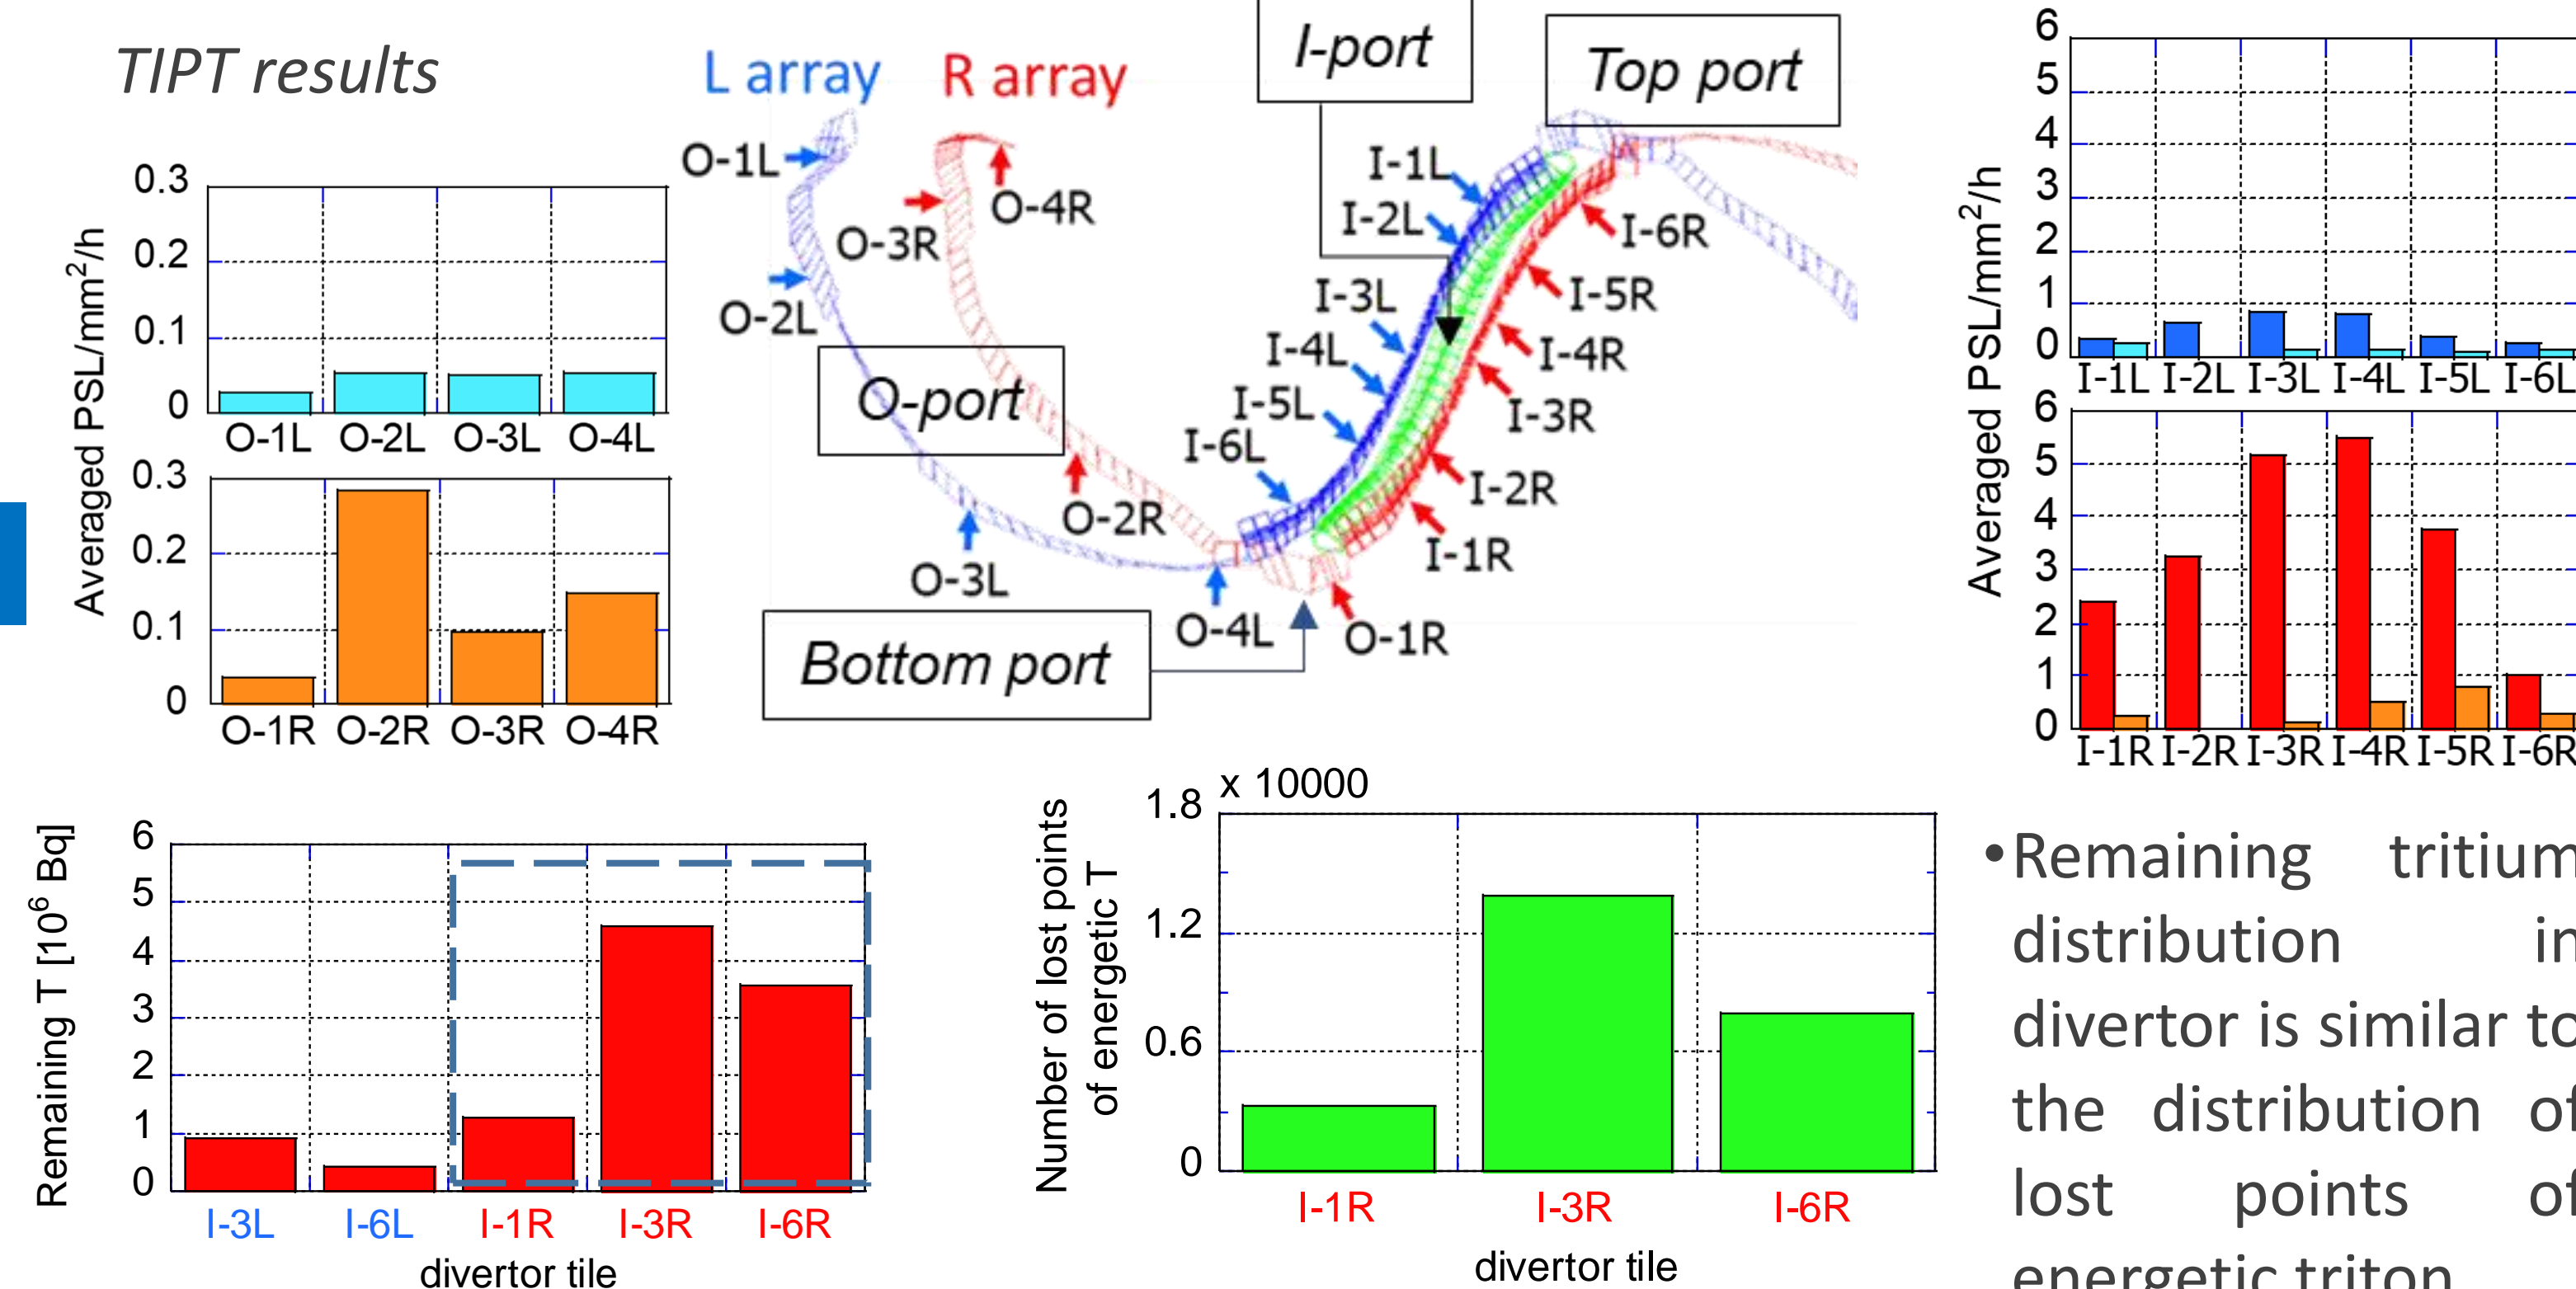 TIPT results
Averaged PSL/mm²/h
0.3
0.2
0.1
0
O-1L O-2L O-3L O-4L
0.3
0.2
0.1
0
O-1R O-2R O-3R O-4R
L array R array
I-port
Top port
O-1L
O-4R
O-3R
O-2L
O-port
O-2R
O-3L
O-4L
O-1R
Bottom port
I-1L
I-2L
I-3L
I-4L
I-5L
I-6L
I-6R
I-5R
I-4R
I-3R
I-2R
I-1R
Averaged PSL/mm²/h
6
5
4
3
2
1
0
I-1L I-2L I-3L I-4L I-5L I-6L
6
5
4
3
2
1
0
I-1R I-2R I-3R I-4R I-5R I-6R
Remaining T [10⁶ Bq]
6
5
4
3
2
1
0
I-3L I-6L I-1R I-3R I-6R
divertor tile
Number of lost points
of energetic T
x 10000
1.8
1.2
0.6
0
I-1R I-3R I-6R
divertor tile
•Remaining tritium
distribution in
divertor is similar to
the distribution of
lost points of
energetic triton